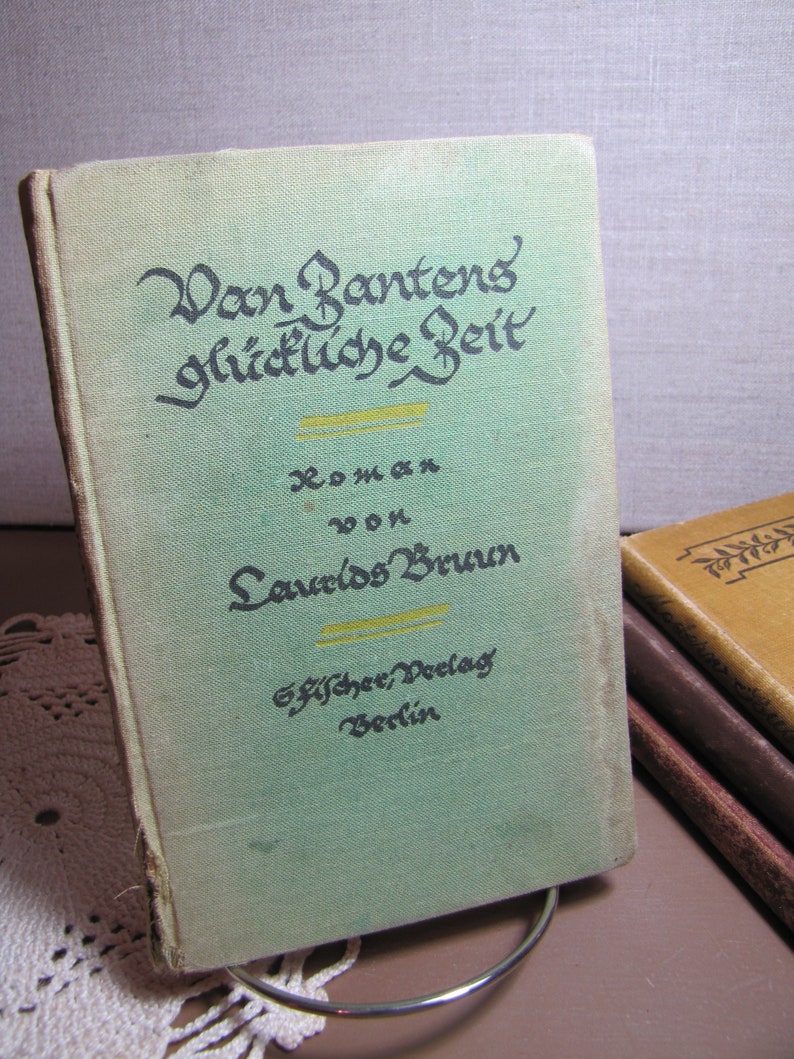 Van Zantens
glückliche Zeit
Roman
von
Laurids Bruun
S. Fischer, Verlag
Berlin